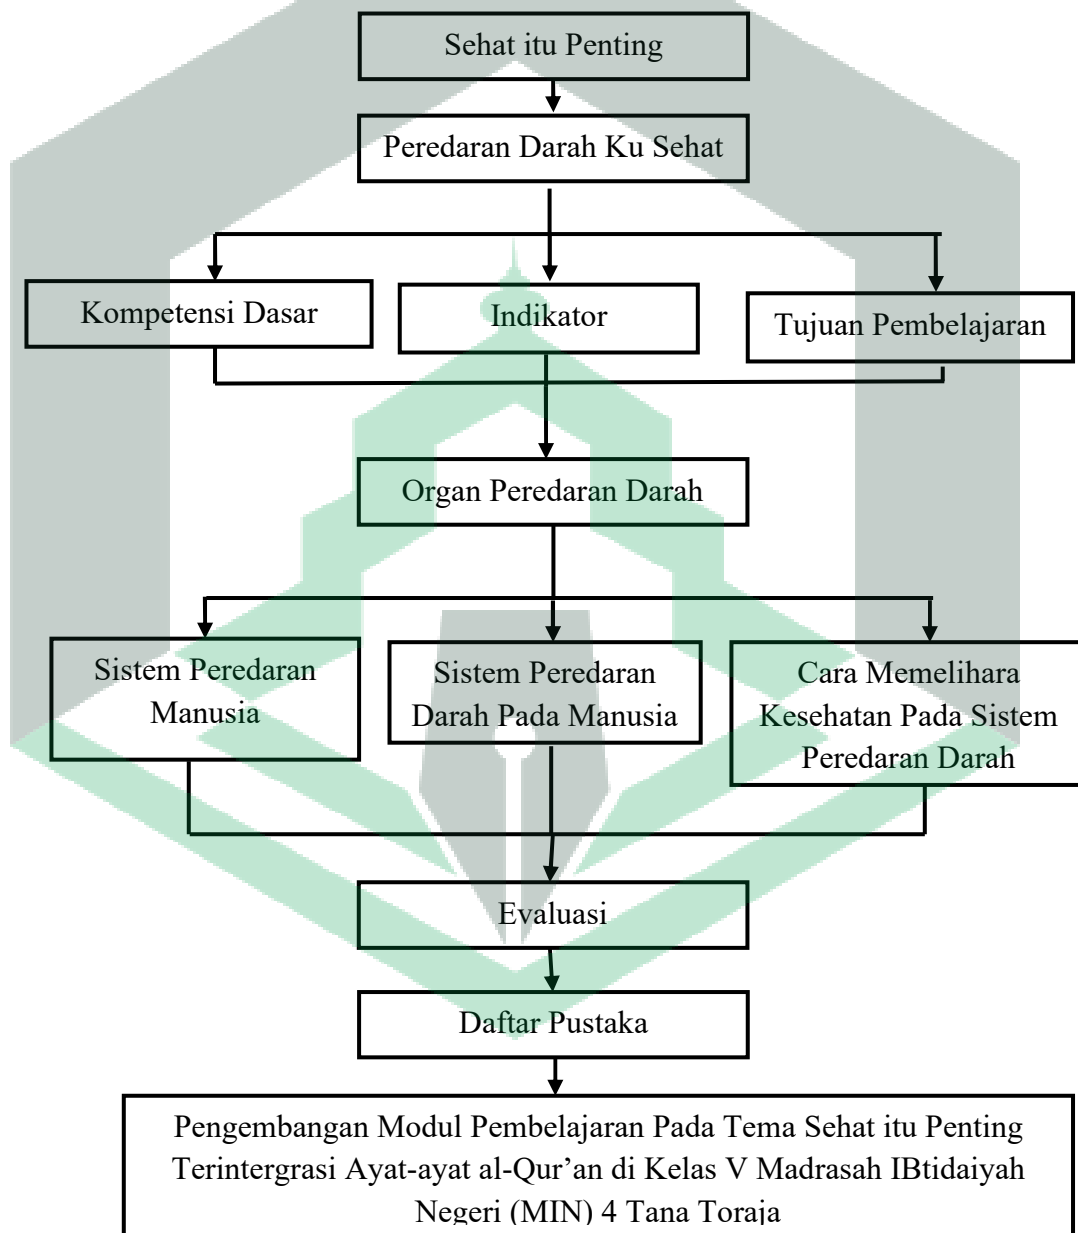 Sehat itu Penting
Peredaran Darah Ku Sehat
Kompetensi Dasar
Indikator
Tujuan Pembelajaran
Organ Peredaran Darah
Sistem Peredaran
Manusia
Sistem Peredaran
Darah Pada Manusia
Cara Memelihara
Kesehatan Pada Sistem
Peredaran Darah
Evaluasi
Daftar Pustaka
Pengembangan Modul Pembelajaran Pada Tema Sehat itu Penting
Terintergrasi Ayat-ayat al-Qur’an di Kelas V Madrasah IBtidaiyah
Negeri (MIN) 4 Tana Toraja